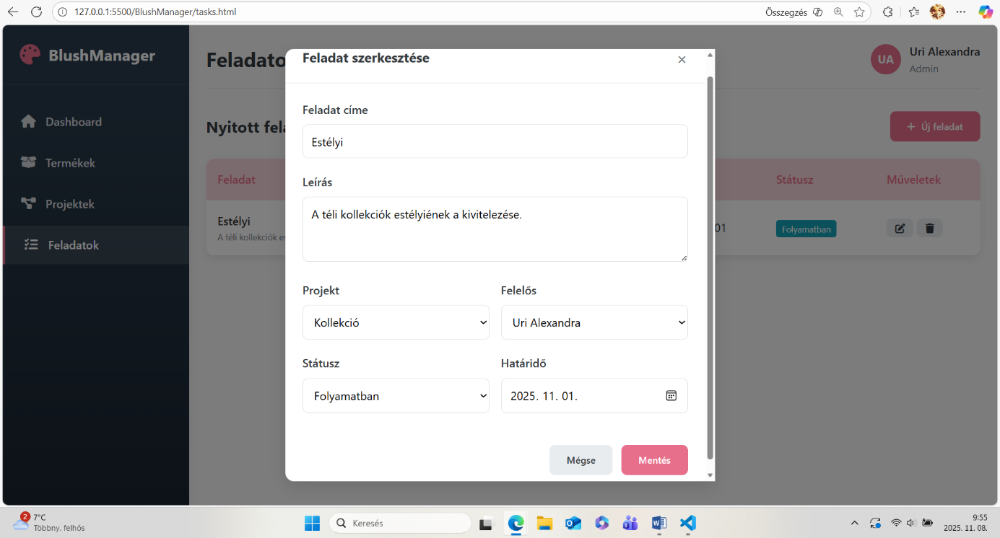 127.0.0.1:5500/BlushManager/tasks.html
Összegzés
BlushManager
Dashboard
Termékek
Projektek
Feladatok
Feladato
UA
Uri Alexandra
Admin
Nyitott fel
Új feladat
Feladat
Státusz
Műveletek
Estélyi
A téli kollekciók es
01
Folyamatban
Feladat szerkesztése
Feladat címe
Estélyi
Leírás
A téli kollekciók estélyiének a kivitelezése.
Projekt
Felelős
Kollekció
Uri Alexandra
Státusz
Határidő
Folyamatban
2025. 11. 01.
Mégse
Mentés
2
7°C
Többny. felhős
Keresés
9:55
2025. 11. 08.